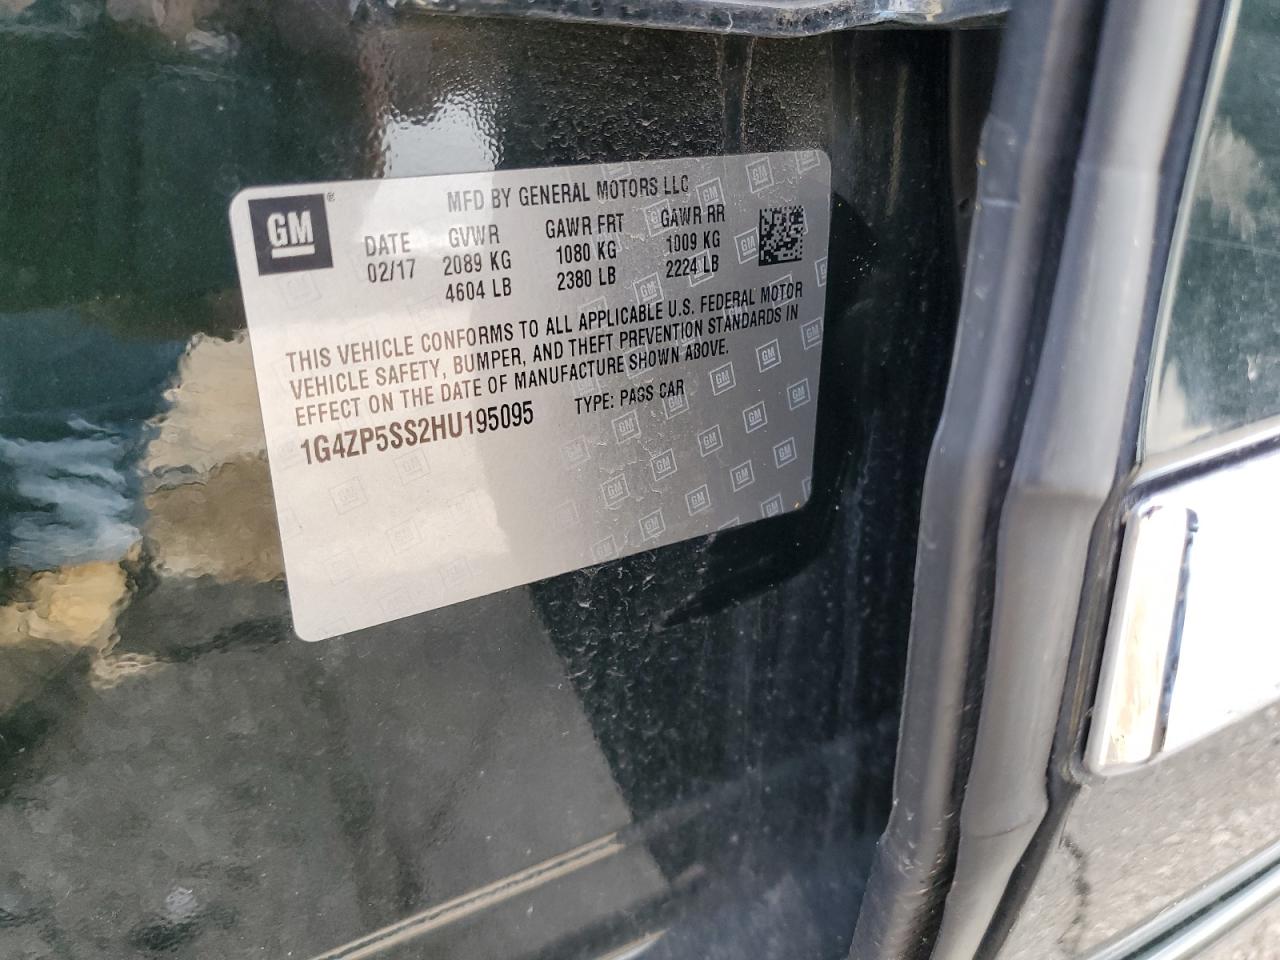 GM ®
MFD BY GENERAL MOTORS LLC
DATE GVWR GAWR FRT GAWR RR
02/17 2089 KG 1080 KG 1009 KG
4604 LB 2380 LB 2224 LB
THIS VEHICLE CONFORMS TO ALL APPLICABLE U.S. FEDERAL MOTOR
VEHICLE SAFETY, BUMPER, AND THEFT PREVENTION STANDARDS IN
EFFECT ON THE DATE OF MANUFACTURE SHOWN ABOVE.
1G4ZP5SS2HU195095 TYPE: PASS CAR